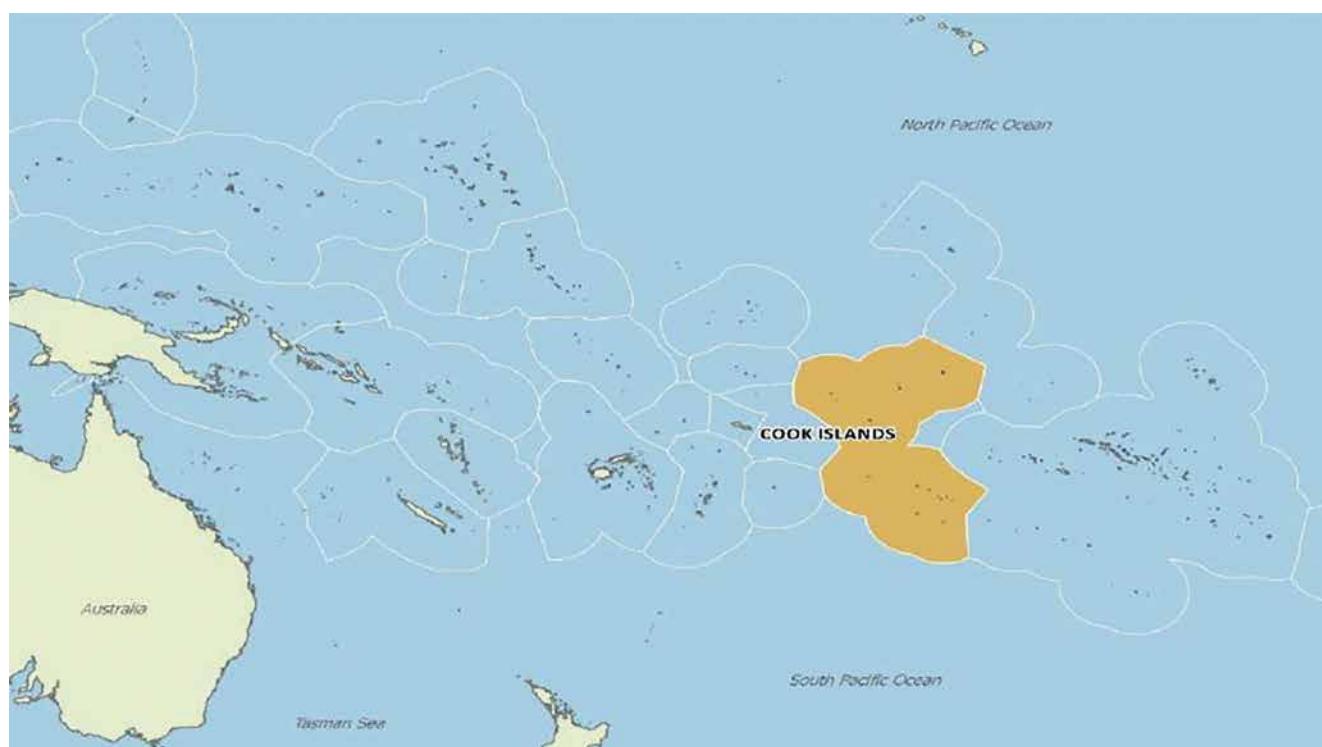 North Pacific Ocean
COOK ISLANDS
Australia
South Pacific Ocean
Tasman Sea